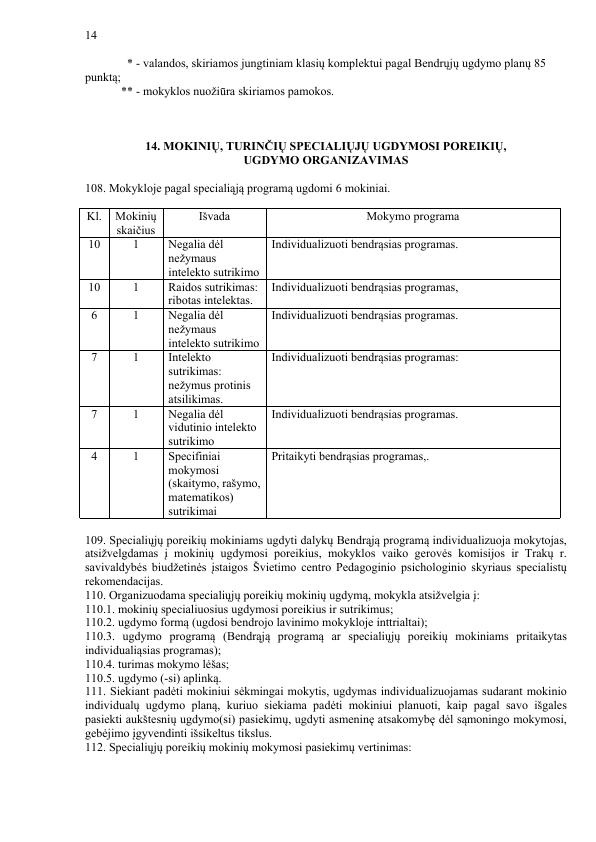 14
* - valandos, skiriamos jungtiniam klasių komplektui pagal Bendrųjų ugdymo planų 85
punktą;
** - mokyklos nuožiūra skiriamos pamokos.
14. MOKINIŲ, TURINČIŲ SPECIALIŲJŲ UGDYMOSI POREIKIŲ,
UGDYMO ORGANIZAVIMAS
108. Mokykloje pagal specialiąją programą ugdomi 6 mokiniai.
Kl. Mokinių Išvada Mokymo programa
skaičius
10 1 Negalia dėl Individualizuoti bendrąsias programas.
nežymaus
intelekto sutrikimo
10 1 Raidos sutrikimas: Individualizuoti bendrąsias programas,
ribotas intelektas.
6 1 Negalia dėl Individualizuoti bendrąsias programas.
nežymaus
intelekto sutrikimo
7 1 Intelekto Individualizuoti bendrąsias programas:
sutrikimas:
nežymus protinis
atsilikimas.
7 1 Negalia dėl Individualizuoti bendrąsias programas.
vidutinio intelekto
sutrikimo
4 1 Specifiniai Pritaikyti bendrąsias programas,.
mokymosi
(skaitymo, rašymo,
matematikos)
sutrikimai
109. Specialiųjų poreikių mokiniams ugdyti dalykų Bendrąją programą individualizuoja mokytojas,
atsižvelgdamas į mokinių ugdymosi poreikius, mokyklos vaiko gerovės komisijos ir Trakų r.
savivaldybės biudžetinės įstaigos Švietimo centro Pedagoginio psichologinio skyriaus specialistų
rekomendacijas.
110. Organizuodama specialiųjų poreikių mokinių ugdymą, mokykla atsižvelgia į:
110.1. mokinių specialiuosius ugdymosi poreikius ir sutrikimus;
110.2. ugdymo formą (ugdosi bendrojo lavinimo mokykloje inttrialtai);
110.3. ugdymo programą (Bendrąją programą ar specialiųjų poreikių mokiniams pritaikytas
individualiąsias programas);
110.4. turimas mokymo lėšas;
110.5. ugdymo (-si) aplinką.
111. Siekiant padėti mokiniui sėkmingai mokytis, ugdymas individualizuojamas sudarant mokinio
individualų ugdymo planą, kuriuo siekiama padėti mokiniui planuoti, kaip pagal savo išgales
pasiekti aukštesnių ugdymo(si) pasiekimų, ugdyti asmeninę atsakomybę dėl sąmoningo mokymosi,
gebėjimo įgyvendinti išsikeltus tikslus.
112. Specialiųjų poreikių mokinių mokymosi pasiekimų vertinimas: